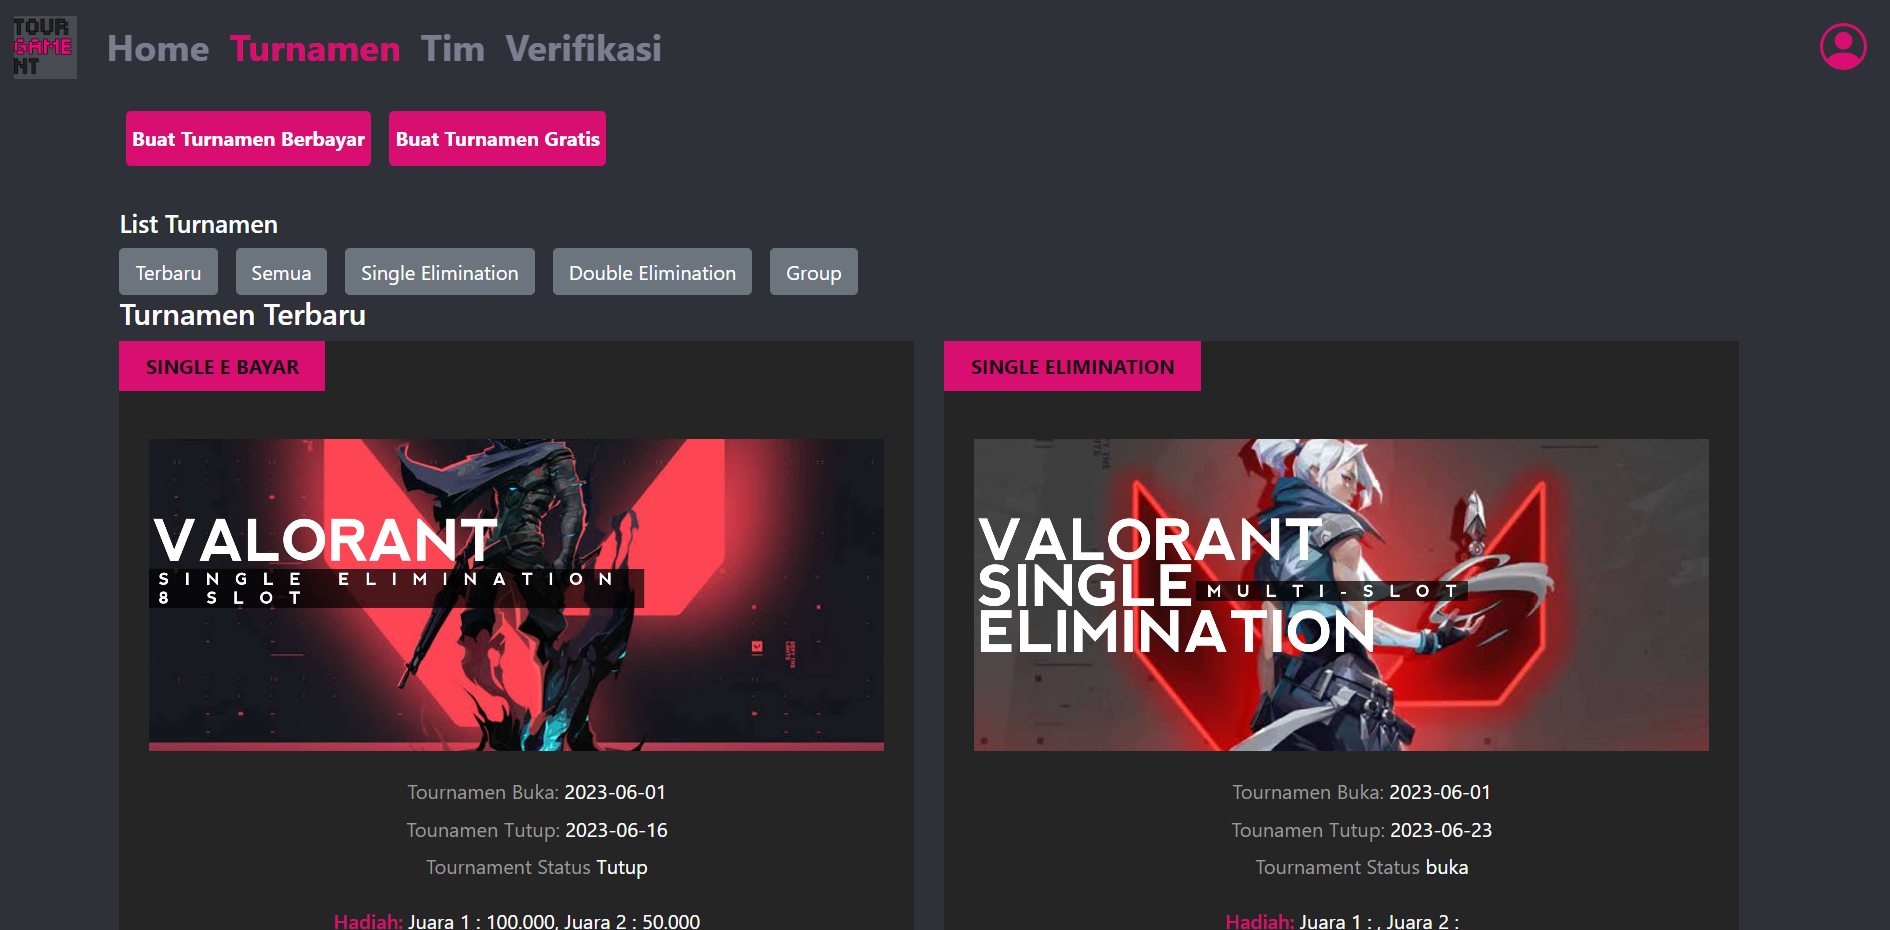 TOUR
GAME
NT
Home Turnamen Tim Verifikasi
Buat Turnamen Berbayar Buat Turnamen Gratis
List Turnamen
Terbaru Semua Single Elimination Double Elimination Group
Turnamen Terbaru
SINGLE E BAYAR
VALORANT
SINGLE ELIMINATION
8 SLOT
Tournamen Buka: 2023-06-01
Tounamen Tutup: 2023-06-16
Tournament Status Tutup
Hadiah: Juara 1 : 100.000, Juara 2 : 50.000
SINGLE ELIMINATION
VALORANT
SINGLE MULTI-SLOT
ELIMINATION
Tournamen Buka: 2023-06-01
Tounamen Tutup: 2023-06-23
Tournament Status buka
Hadiah: Juara 1 : , Juara 2 :